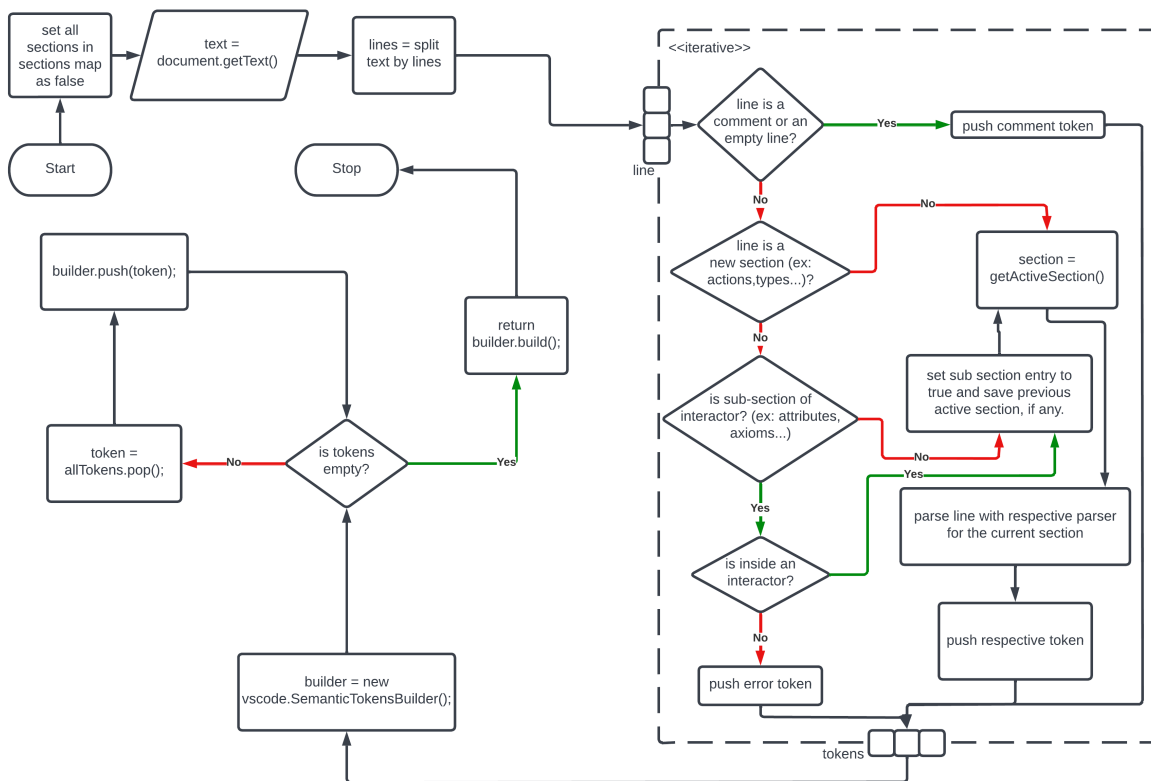 set all
sections in
sections map
as false
text =
document.getText()
lines = split
text by lines
Start
Stop
<<iterative>>
line
line is a
comment or an
empty line?
Yes
push comment token
No
line is a
new section (ex:
actions,types...)?
No
section =
getActiveSection()
No
is sub-section of
interactor? (ex: attributes,
axioms...)
No
set sub section entry to
true and save previous
active section, if any.
Yes
Yes
is inside an
interactor?
No
push error token
parse line with respective parser
for the current section
push respective token
tokens
builder = new
vscode.SemanticTokensBuilder();
is tokens
empty?
No
Yes
token =
allTokens.pop();
builder.push(token);
return
builder.build();